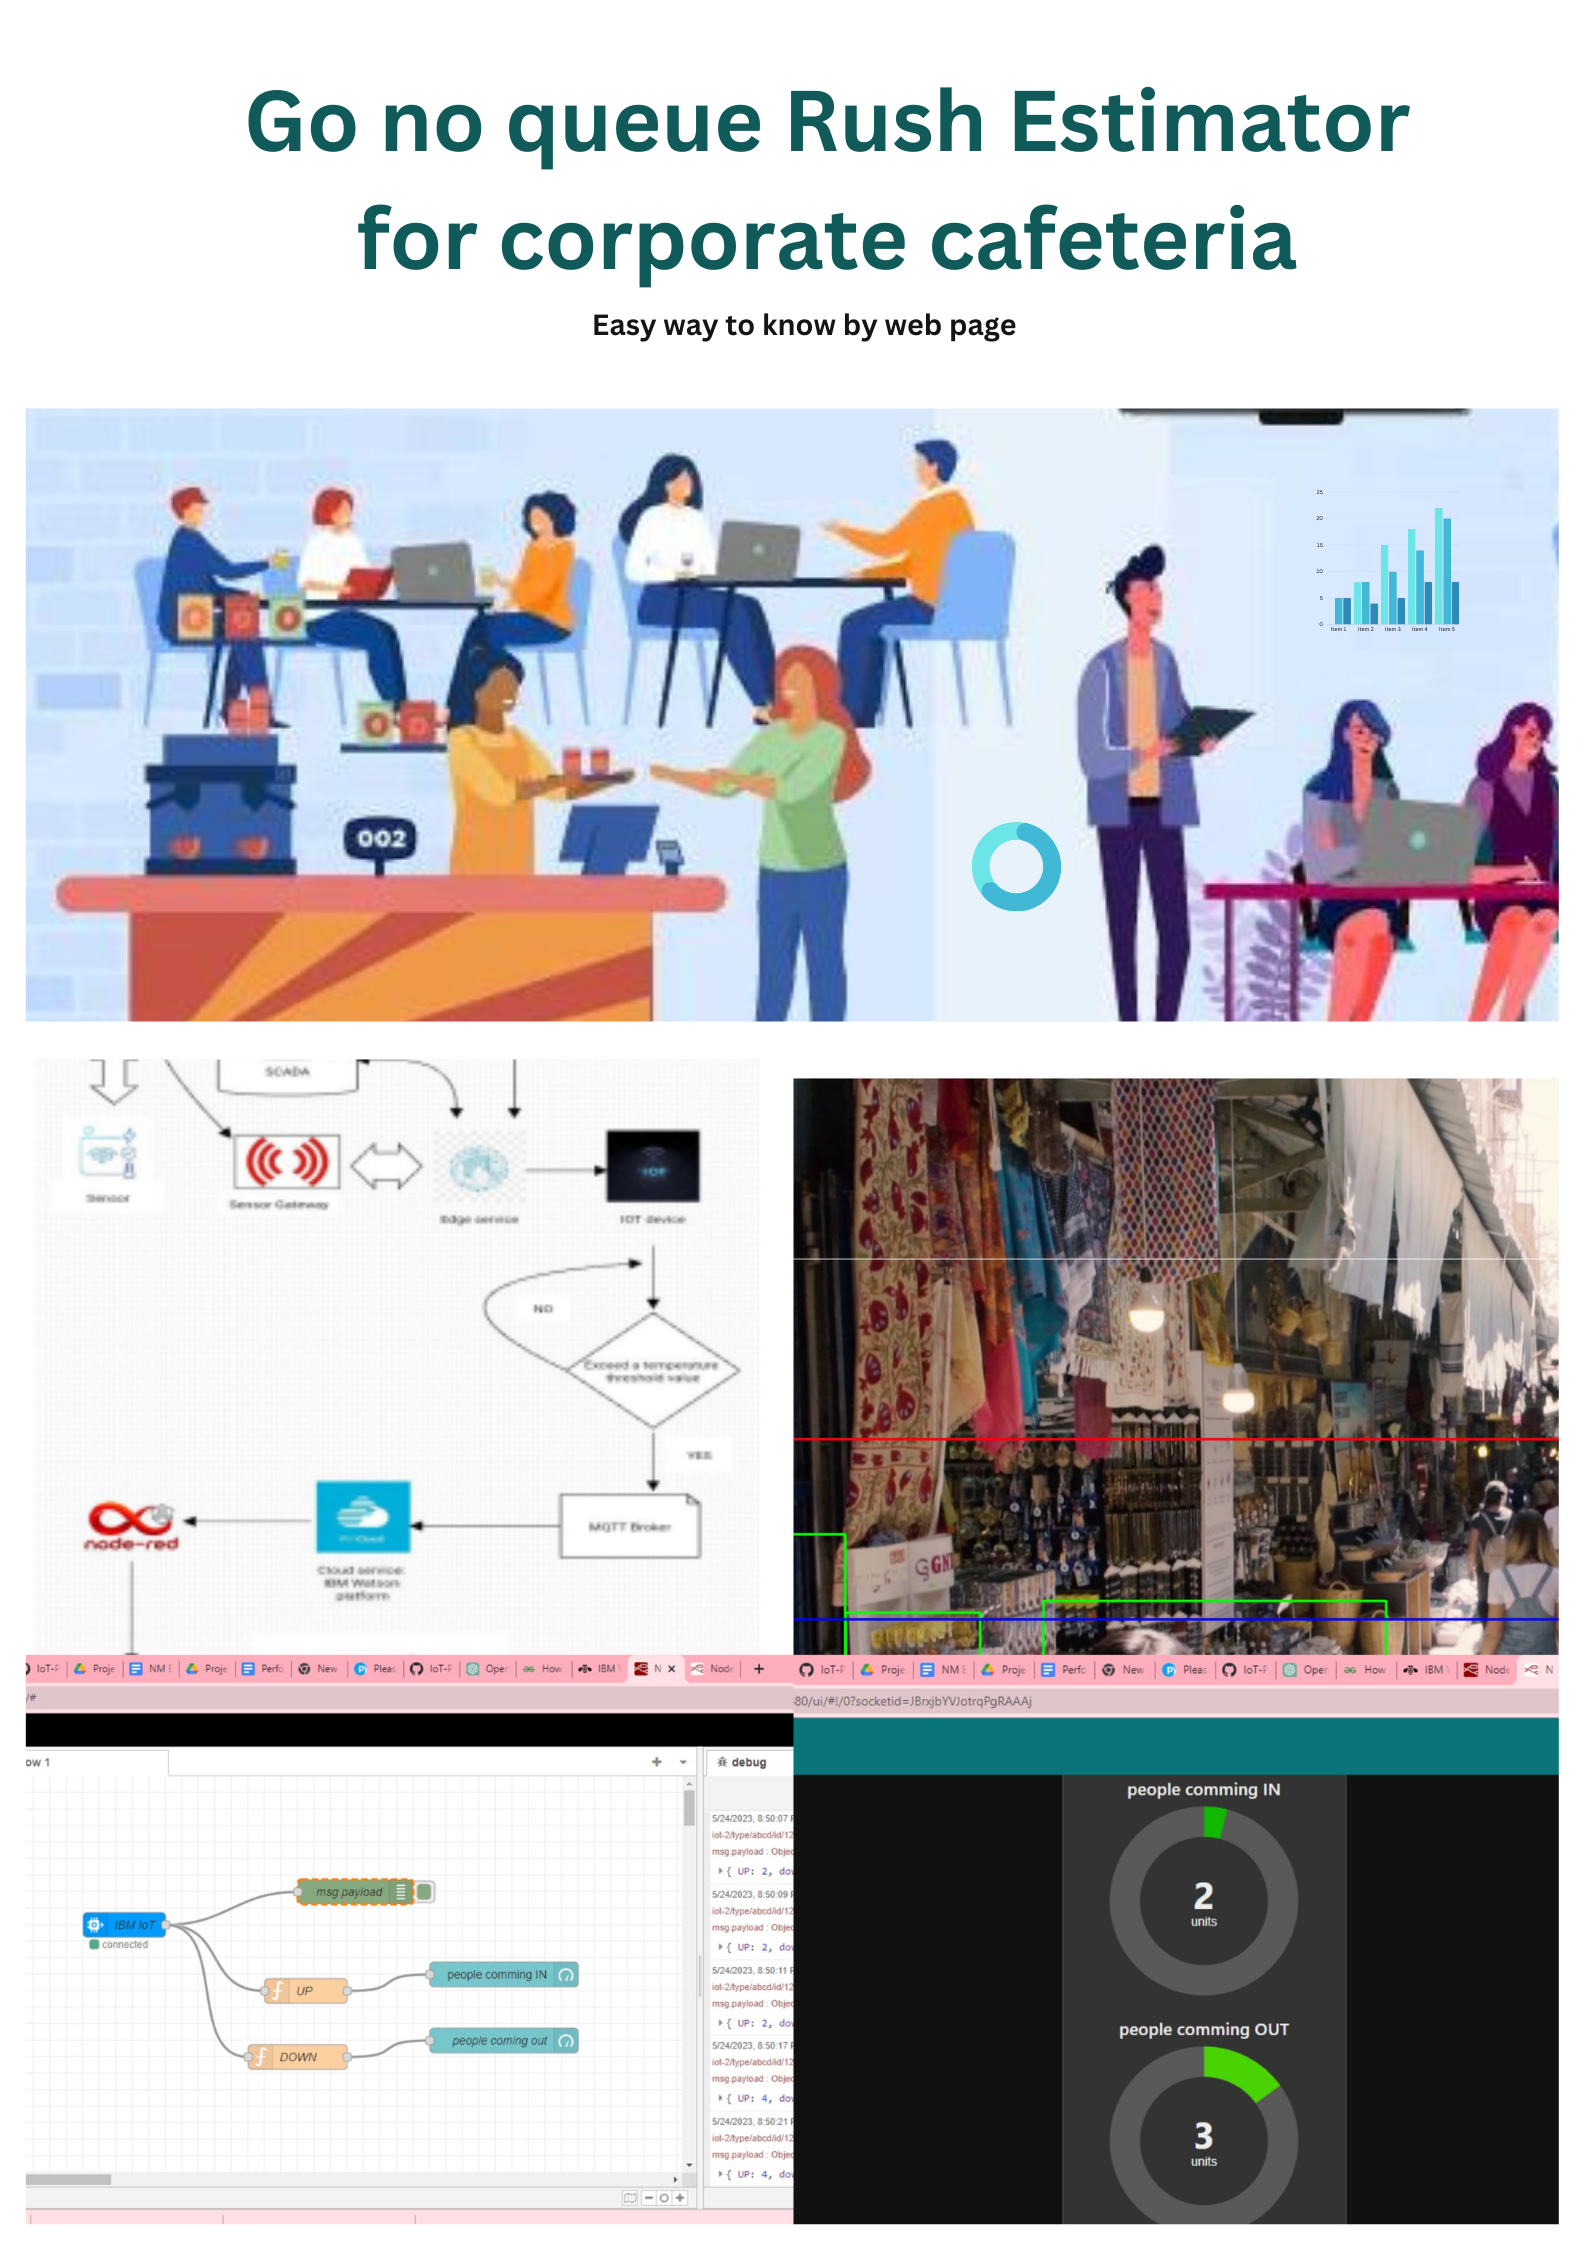 Go no queue Rush Estimator
for corporate cafeteria
Easy way to know by web page
25
20
15
10
5
0
Item 1
Item 2
Item 3
Item 4
Item 5
002
SCADA
Sensor
Sensor Gateway
Edge service
IOT device
IOT
NO
Exceed a temperature
threshold value
YES
MQTT Broker
node-red
Cloud service:
IBM Watson
platform
GN
IoT-P Proje NM E Proje Perfo New Pleas IoT-P Oper How IBM W N × Node +
/#
ow 1
debug
5/24/2023, 8:50:07 P
iot-2/type/abcd/id/12
msg.payload : Objec
{ UP: 2, dow
5/24/2023, 8:50:09 P
iot-2/type/abcd/id/12
msg.payload : Objec
{ UP: 2, dow
5/24/2023, 8:50:11 P
iot-2/type/abcd/id/12
msg.payload : Objec
{ UP: 2, dow
5/24/2023, 8:50:17 P
iot-2/type/abcd/id/12
msg.payload : Objec
{ UP: 4, dow
5/24/2023, 8:50:21 P
iot-2/type/abcd/id/12
msg.payload : Objec
{ UP: 4, dow
msg payload
IBM IoT
connected
UP
people comming IN
DOWN
people coming out
IoT-P Proje NM E Proje Perfo New Pleas IoT-P Oper How IBM W Node N
80/ui/#!/0?socketid=JBrxjbYVJotrqPgRAAAj
people comming IN
2
units
people comming OUT
3
units